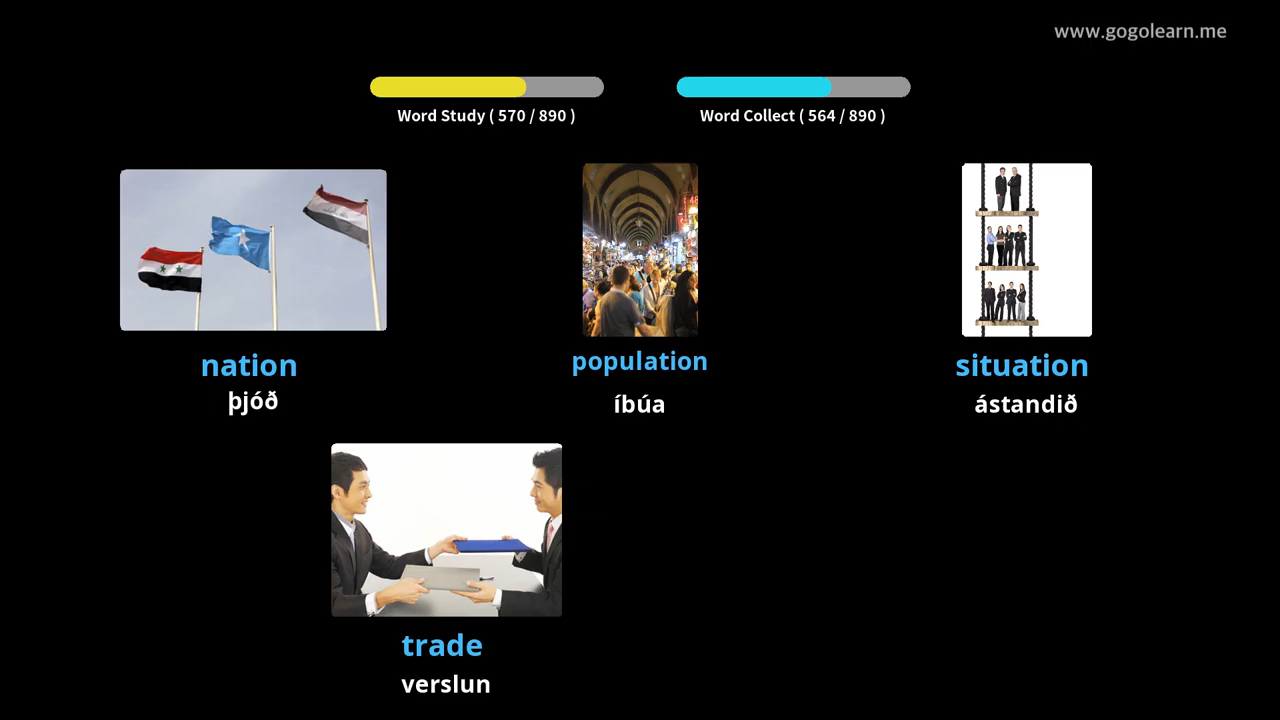 www.gogolearn.me
Word Study ( 570 / 890 )
Word Collect ( 564 / 890 )
nation
þjóð
population
íbúa
situation
ástandið
trade
verslun